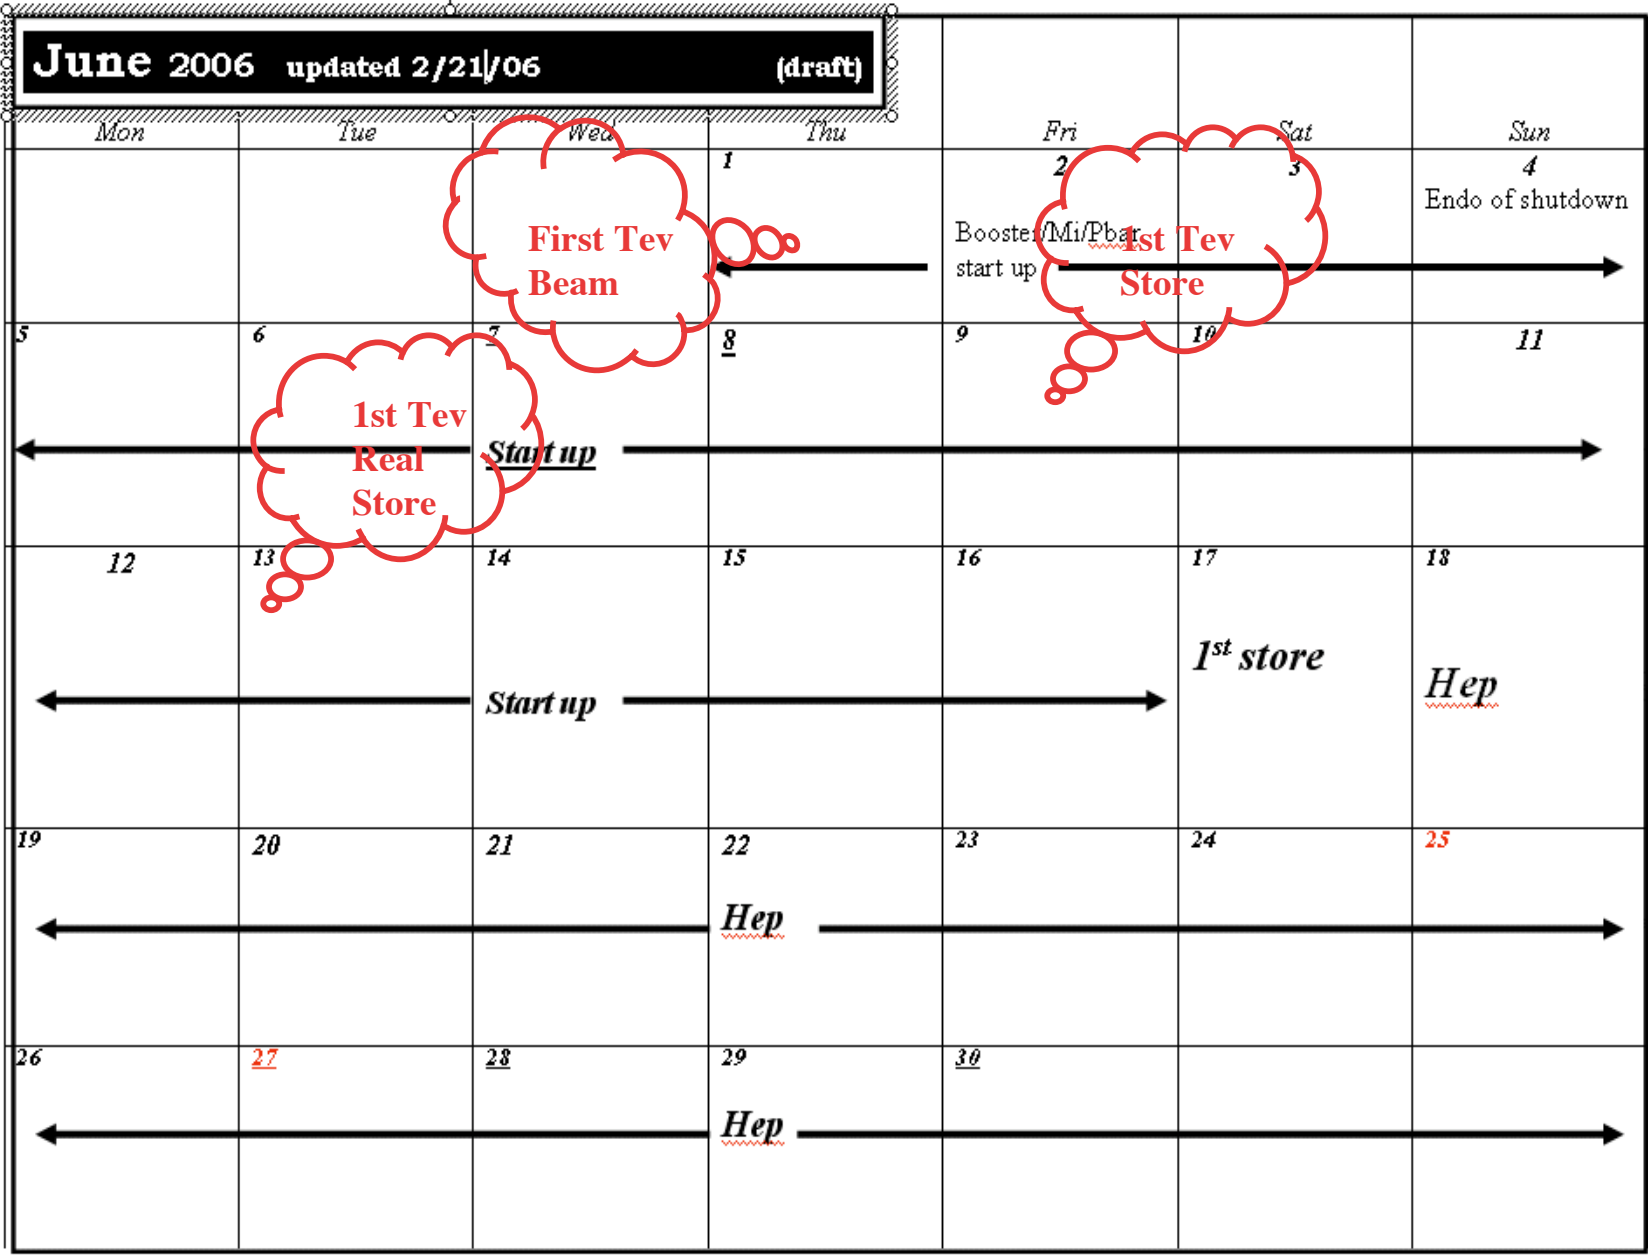 June 2006 updated 2/21/06 (draft)
Mon Tue Wed Thu Fri Sat Sun
1 2 3 4
Endo of shutdown
First Tev
Beam
Booster/Mi/Pbar
start up
1st Tev
Store
5 6 7 8 9 10 11
1st Tev
Real
Store
Start up
12 13 14 15 16 17 18
1st store
Hep
Start up
19 20 21 22 23 24 25
Hep
26 27 28 29 30
Hep